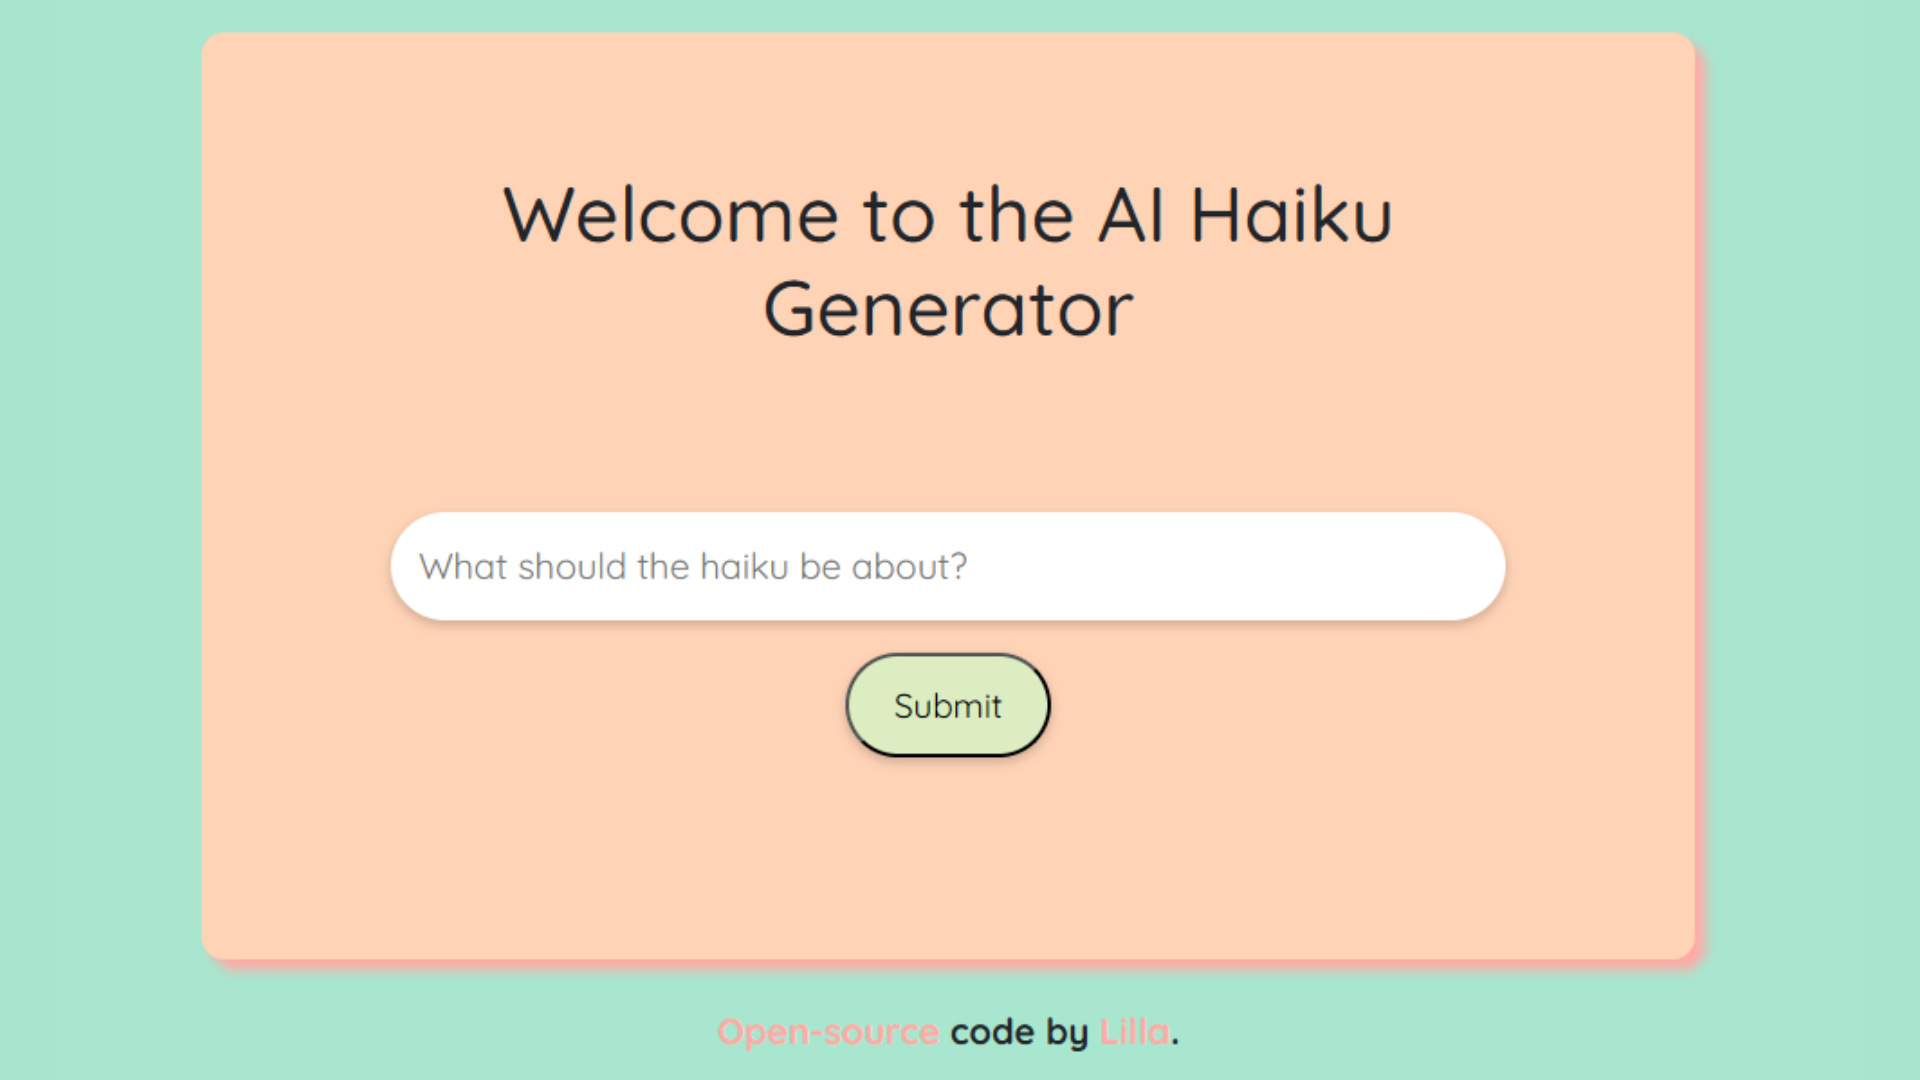 Welcome to the AI Haiku
Generator
What should the haiku be about?
Submit
Open-source code by Lilla.